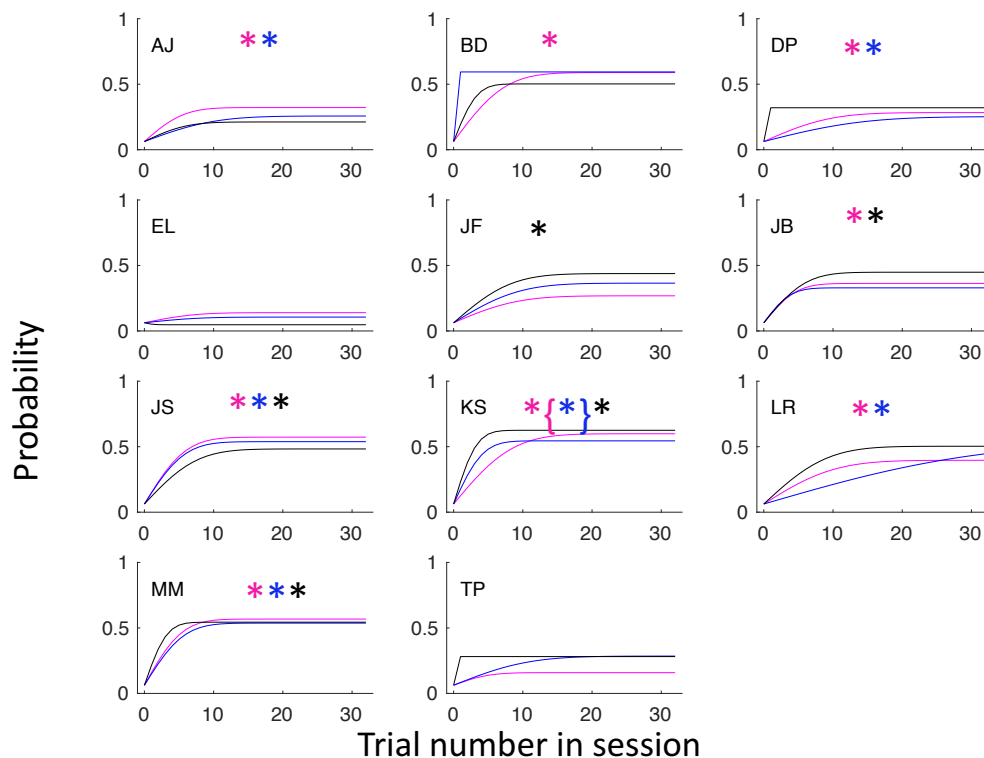 1 1 1
AJ * * BD * DP * *
0.5 0.5 0.5
0 0 0
0 10 20 30 0 10 20 30 0 10 20 30
1 1 1
EL JF * JB * *
0.5 0.5 0.5
0 0 0
0 10 20 30 0 10 20 30 0 10 20 30
Probability
1 1 1
JS * * * KS * { * } * LR * *
0.5 0.5 0.5
0 0 0
0 10 20 30 0 10 20 30 0 10 20 30
1 1
MM * * * TP
0.5 0.5
0 0
0 10 20 30 0 10 20 30
Trial number in session